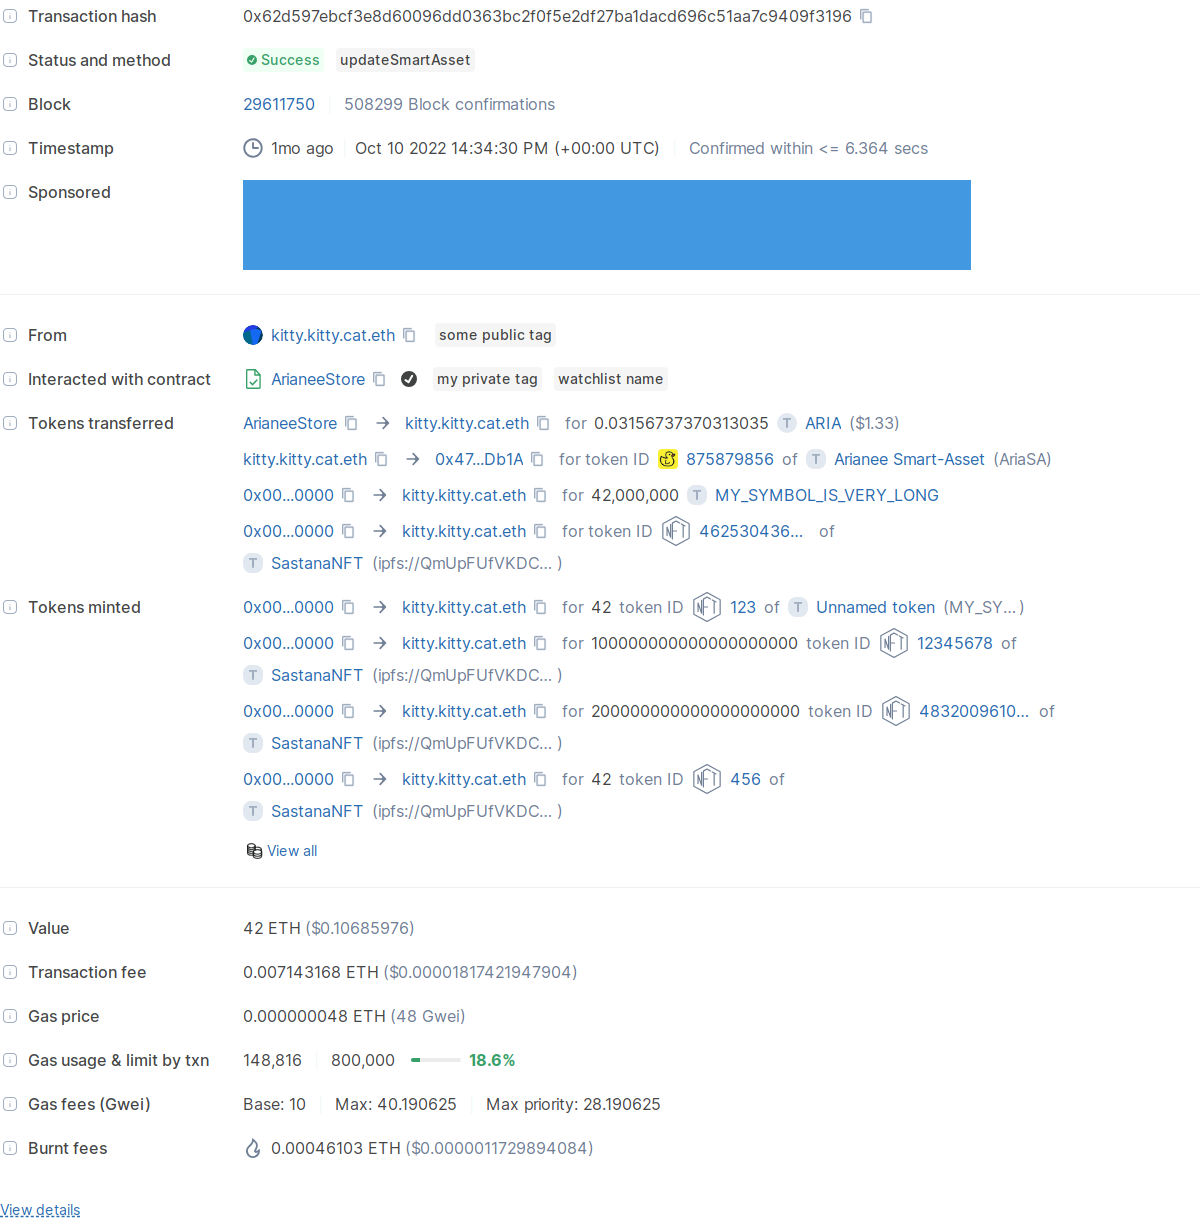 Transaction hash 0x62d597ebcf3e8d60096dd0363bc2f0f5e2df27ba1dacd696c51aa7c9409f3196
Status and method Success updateSmartAsset
Block 29611750 508299 Block confirmations
Timestamp 1mo ago Oct 10 2022 14:34:30 PM (+00:00 UTC) Confirmed within <= 6.364 secs
Sponsored
From kitty.kitty.cat.eth some public tag
Interacted with contract ArianeeStore my private tag watchlist name
Tokens transferred ArianeeStore → kitty.kitty.cat.eth for 0.03156737370313035 T ARIA ($1.33)
kitty.kitty.cat.eth → 0x47...Db1A for token ID 875879856 of T Arianee Smart-Asset (AriaSA)
0x00...0000 → kitty.kitty.cat.eth for 42,000,000 T MY_SYMBOL_IS_VERY_LONG
0x00...0000 → kitty.kitty.cat.eth for token ID NFT 462530436... of
T SastanaNFT (ipfs://QmUpFUfVKDC... )
Tokens minted 0x00...0000 → kitty.kitty.cat.eth for 42 token ID NFT 123 of T Unnamed token (MY_SY... )
0x00...0000 → kitty.kitty.cat.eth for 100000000000000000000 token ID NFT 12345678 of
T SastanaNFT (ipfs://QmUpFUfVKDC... )
0x00...0000 → kitty.kitty.cat.eth for 200000000000000000000 token ID NFT 4832009610... of
T SastanaNFT (ipfs://QmUpFUfVKDC... )
0x00...0000 → kitty.kitty.cat.eth for 42 token ID NFT 456 of
T SastanaNFT (ipfs://QmUpFUfVKDC... )
View all
Value 42 ETH ($0.10685976)
Transaction fee 0.007143168 ETH ($0.00001817421947904)
Gas price 0.000000048 ETH (48 Gwei)
Gas usage & limit by txn 148,816 800,000 18.6%
Gas fees (Gwei) Base: 10 Max: 40.190625 Max priority: 28.190625
Burnt fees 0.00046103 ETH ($0.0000011729894084)
View details